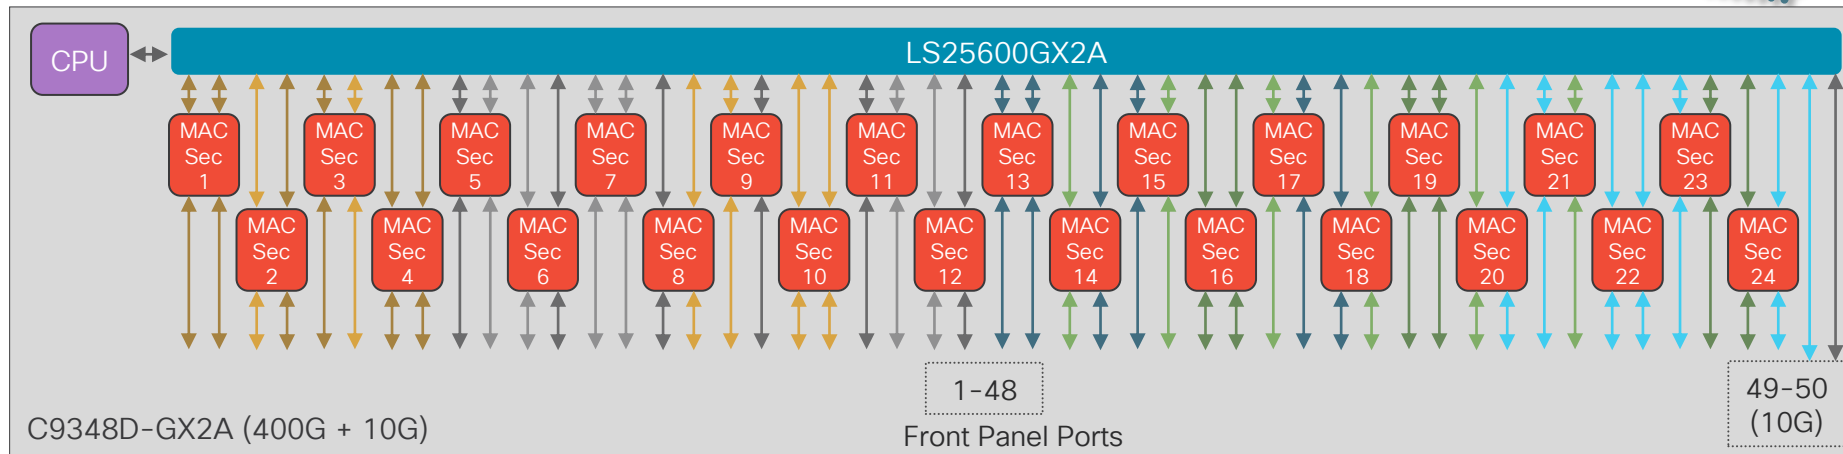 CPU
LS25600GX2A
MAC
Sec
1
MAC
Sec
3
MAC
Sec
5
MAC
Sec
7
MAC
Sec
9
MAC
Sec
11
MAC
Sec
13
MAC
Sec
15
MAC
Sec
17
MAC
Sec
19
MAC
Sec
21
MAC
Sec
23
MAC
Sec
2
MAC
Sec
4
MAC
Sec
6
MAC
Sec
8
MAC
Sec
10
MAC
Sec
12
MAC
Sec
14
MAC
Sec
16
MAC
Sec
18
MAC
Sec
20
MAC
Sec
22
MAC
Sec
24
1-48
49-50
(10G)
C9348D-GX2A (400G + 10G)
Front Panel Ports